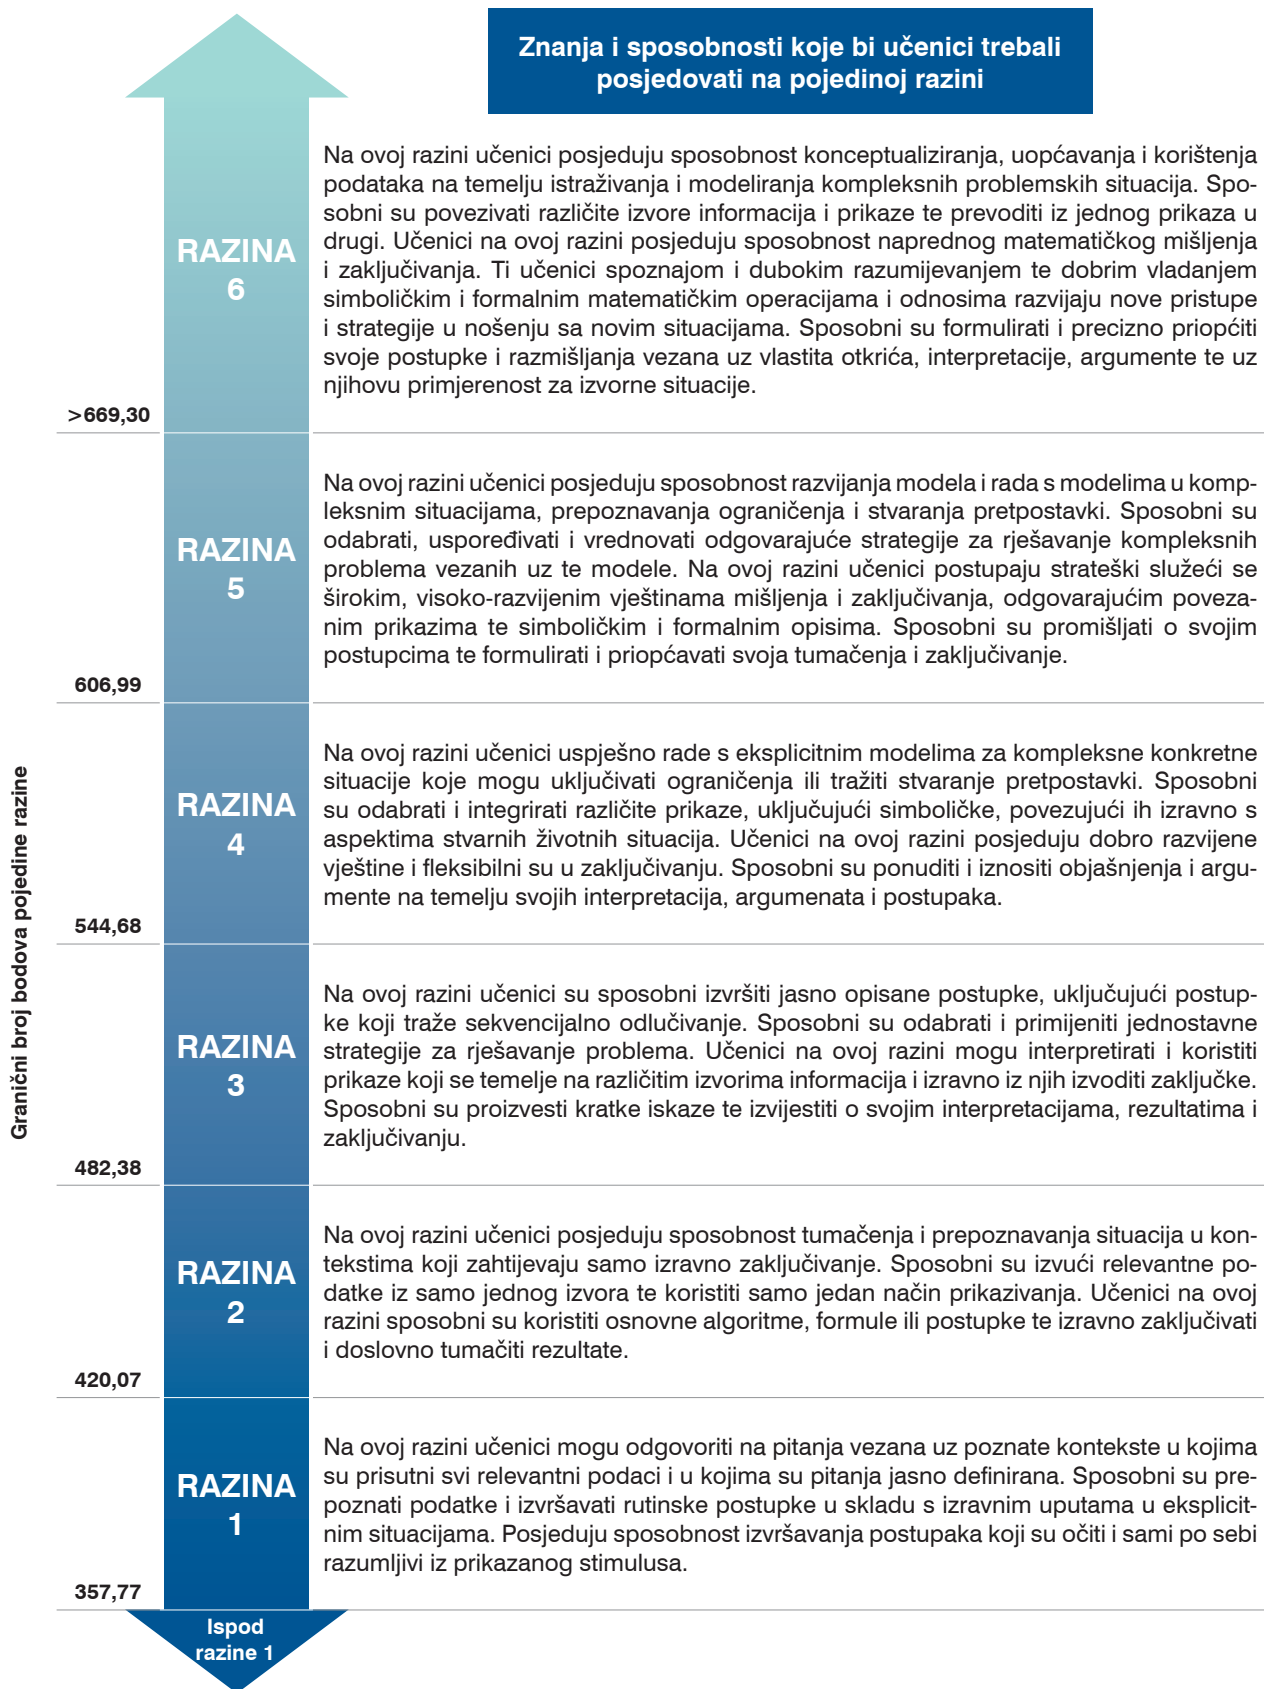 Znanja i sposobnosti koje bi učenici trebali
posjedovati na pojedinoj razini
RAZINA
6
Na ovoj razini učenici posjeduju sposobnost konceptualiziranja, uopćavanja i korištenja
podataka na temelju istraživanja i modeliranja kompleksnih problemskih situacija. Spo-
sobni su povezivati različite izvore informacija i prikaze te prevoditi iz jednog prikaza u
drugi. Učenici na ovoj razini posjeduju sposobnost naprednog matematičkog mišljenja
i zaključivanja. Ti učenici spoznajom i dubokim razumijevanjem te dobrim vladanjem
simboličkim i formalnim matematičkim operacijama i odnosima razvijaju nove pristupe
i strategije u nošenju sa novim situacijama. Sposobni su formulirati i precizno priopćiti
svoje postupke i razmišljanja vezana uz vlastita otkrića, interpretacije, argumente te uz
njihovu primjerenost za izvorne situacije.
>669,30
RAZINA
5
Na ovoj razini učenici posjeduju sposobnost razvijanja modela i rada s modelima u komp-
leksnim situacijama, prepoznavanja ograničenja i stvaranja pretpostavki. Sposobni su
odabrati, uspoređivati i vrednovati odgovarajuće strategije za rješavanje kompleksnih
problema vezanih uz te modele. Na ovoj razini učenici postupaju strateški služeći se
širokim, visoko-razvijenim vještinama mišljenja i zaključivanja, odgovarajućim poveza-
nim prikazima te simboličkim i formalnim opisima. Sposobni su promišljati o svojim
postupcima te formulirati i priopćavati svoja tumačenja i zaključivanje.
606,99
RAZINA
4
Na ovoj razini učenici uspješno rade s eksplicitnim modelima za kompleksne konkretne
situacije koje mogu uključivati ograničenja ili tražiti stvaranje pretpostavki. Sposobni
su odabrati i integrirati različite prikaze, uključujući simboličke, povezujući ih izravno s
aspektima stvarnih životnih situacija. Učenici na ovoj razini posjeduju dobro razvijene
vještine i fleksibilni su u zaključivanju. Sposobni su ponuditi i iznositi objašnjenja i argu-
mente na temelju svojih interpretacija, argumenata i postupaka.
544,68
Granični broj bodova pojedine razine
RAZINA
3
Na ovoj razini učenici su sposobni izvršiti jasno opisane postupke, uključujući postup-
ke koji traže sekvencijalno odlučivanje. Sposobni su odabrati i primijeniti jednostavne
strategije za rješavanje problema. Učenici na ovoj razini mogu interpretirati i koristiti
prikaze koji se temelje na različitim izvorima informacija i izravno iz njih izvoditi zaključke.
Sposobni su proizvesti kratke iskaze te izvijestiti o svojim interpretacijama, rezultatima i
zaključivanju.
482,38
RAZINA
2
Na ovoj razini učenici posjeduju sposobnost tumačenja i prepoznavanja situacija u kon-
tekstima koji zahtijevaju samo izravno zaključivanje. Sposobni su izvući relevantne po-
datke iz samo jednog izvora te koristiti samo jedan način prikazivanja. Učenici na ovoj
razini sposobni su koristiti osnovne algoritme, formule ili postupke te izravno zaključivati
i doslovno tumačiti rezultate.
420,07
RAZINA
1
Na ovoj razini učenici mogu odgovoriti na pitanja vezana uz poznate kontekste u kojima
su prisutni svi relevantni podaci i u kojima su pitanja jasno definirana. Sposobni su pre-
poznati podatke i izvršavati rutinske postupke u skladu s izravnim uputama u eksplicit-
nim situacijama. Posjeduju sposobnost izvršavanja postupaka koji su očiti i sami po sebi
razumljivi iz prikazanog stimulusa.
357,77
Ispod
razine 1